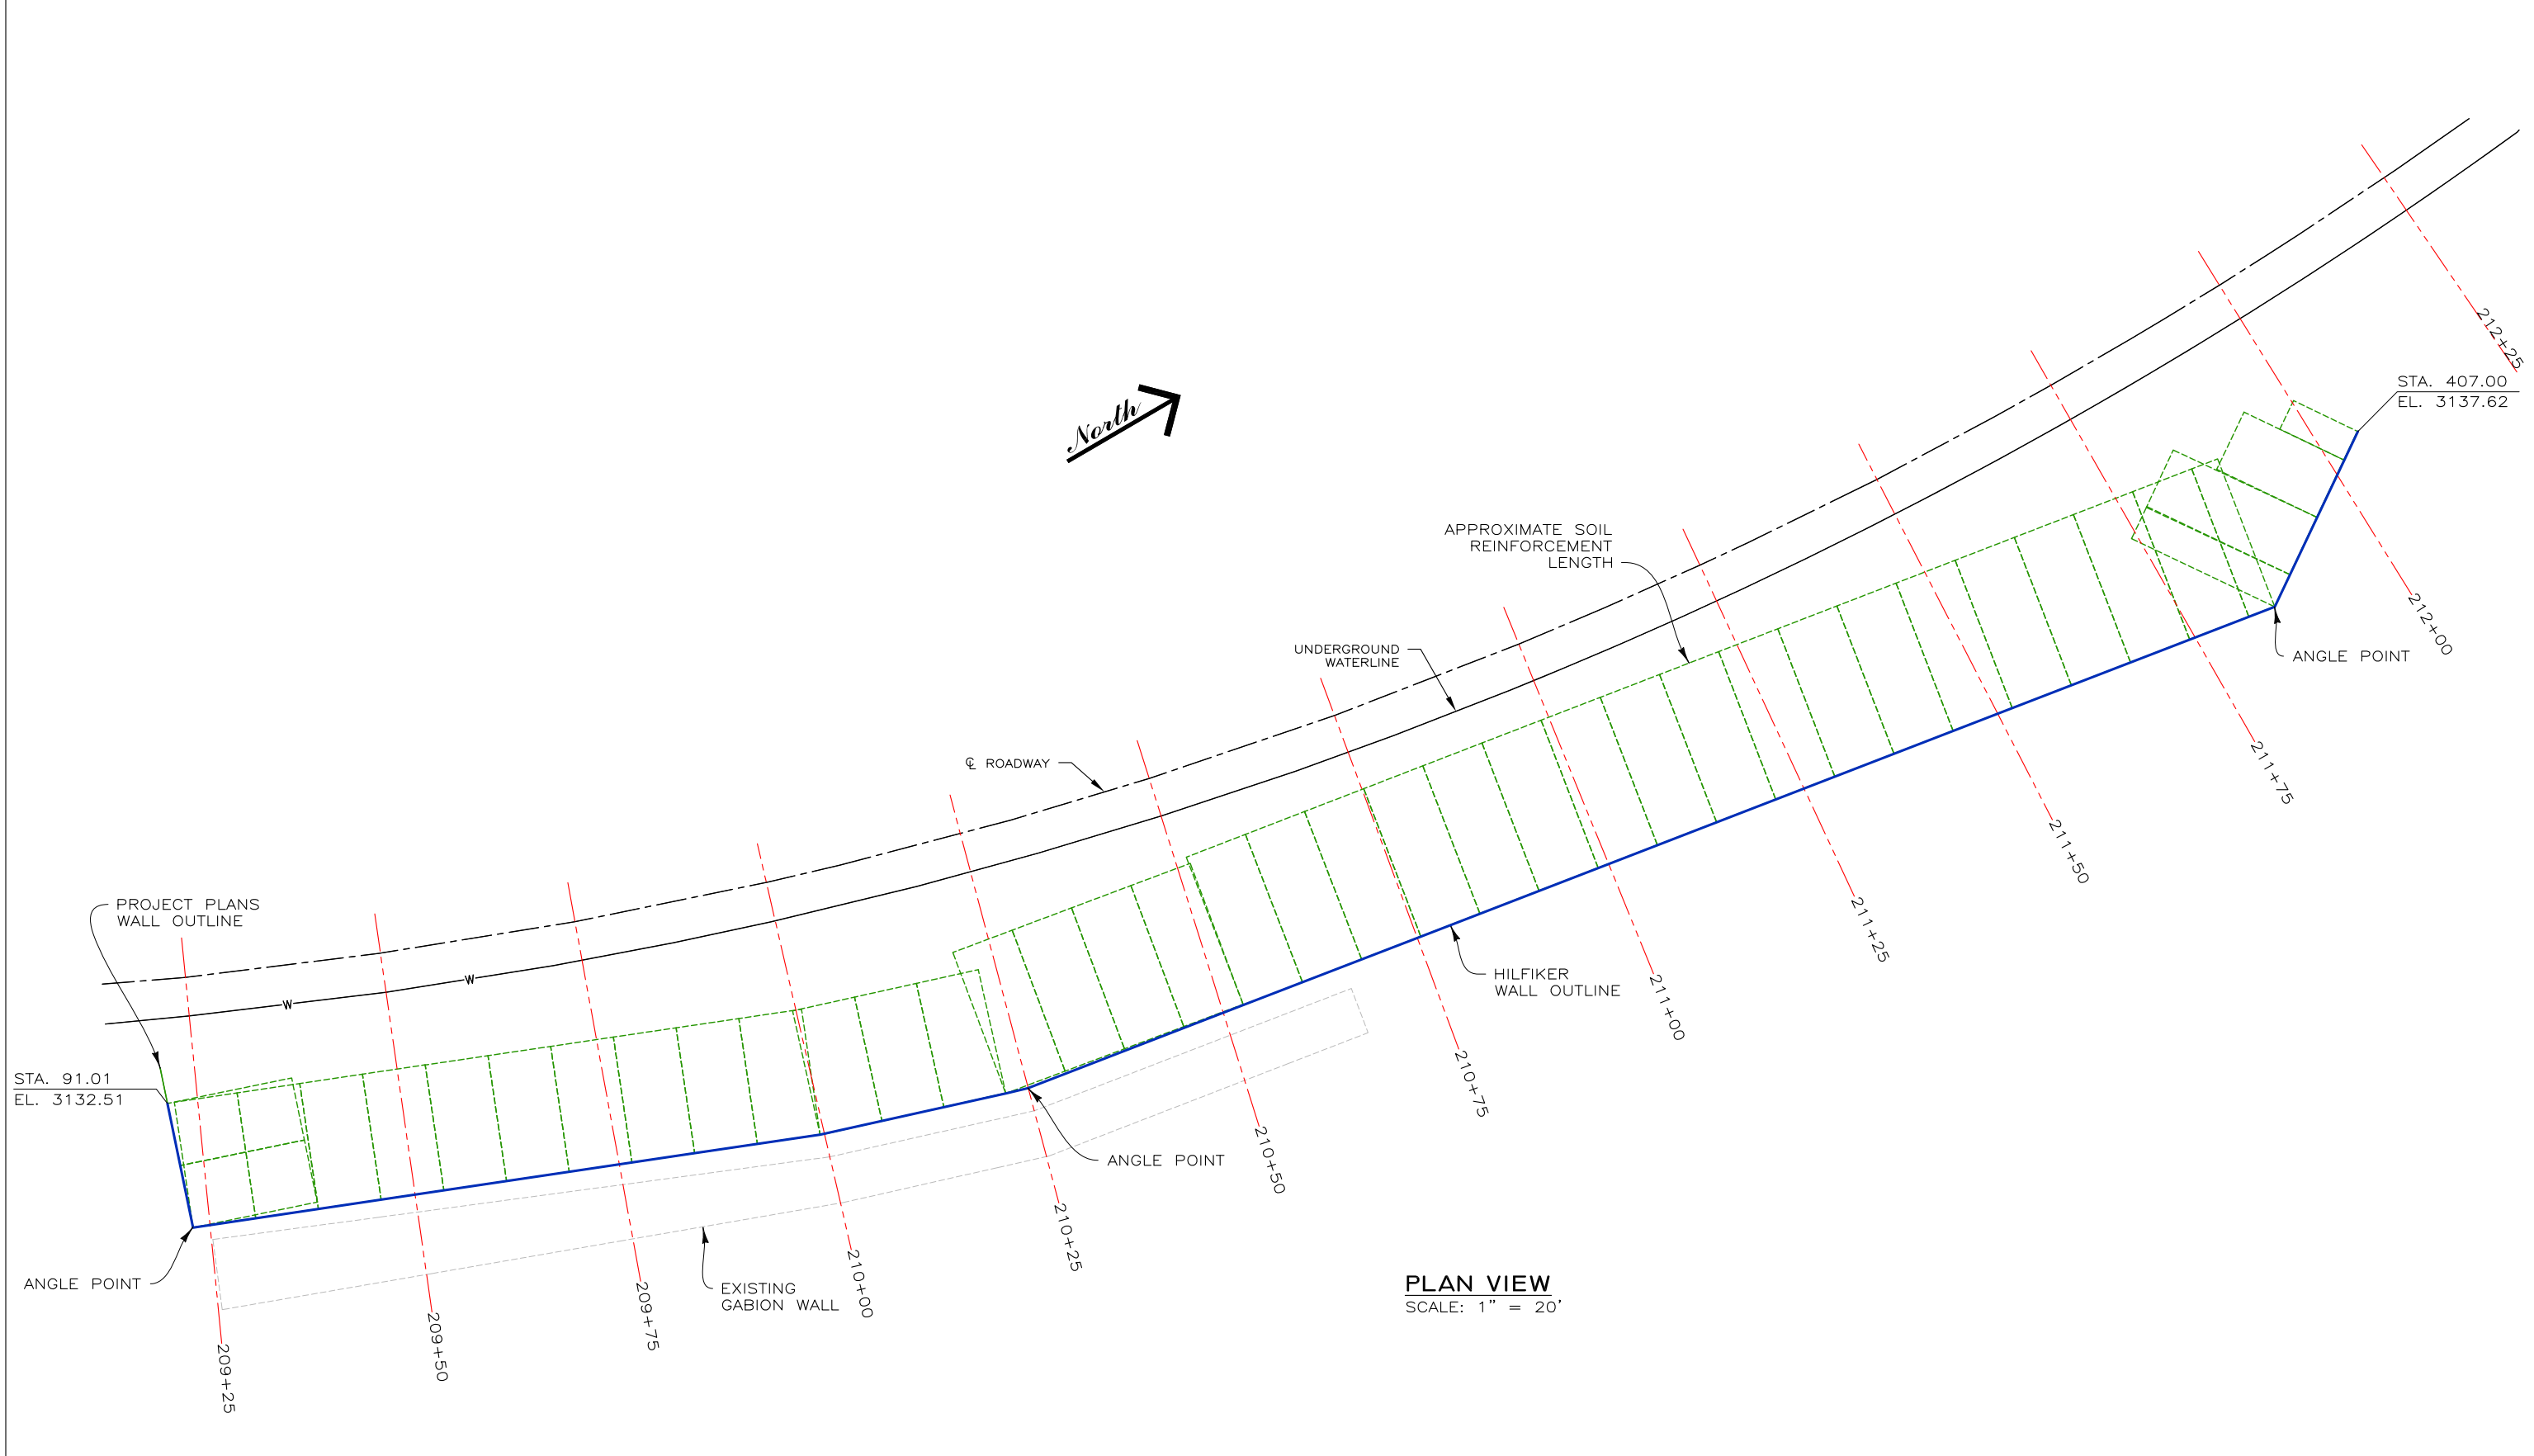 212+25
STA. 407.00
EL. 3137.62
North
APPROXIMATE SOIL
REINFORCEMENT
LENGTH
212+00
UNDERGROUND
WATERLINE
ANGLE POINT
℄ ROADWAY
211+75
211+50
PROJECT PLANS
WALL OUTLINE
211+25
W
W
HILFIKER
WALL OUTLINE
211+00
STA. 91.01
EL. 3132.51
210+75
ANGLE POINT
210+50
210+25
ANGLE POINT
210+00
EXISTING
GABION WALL
209+75
PLAN VIEW
SCALE: 1" = 20'
209+50
209+25